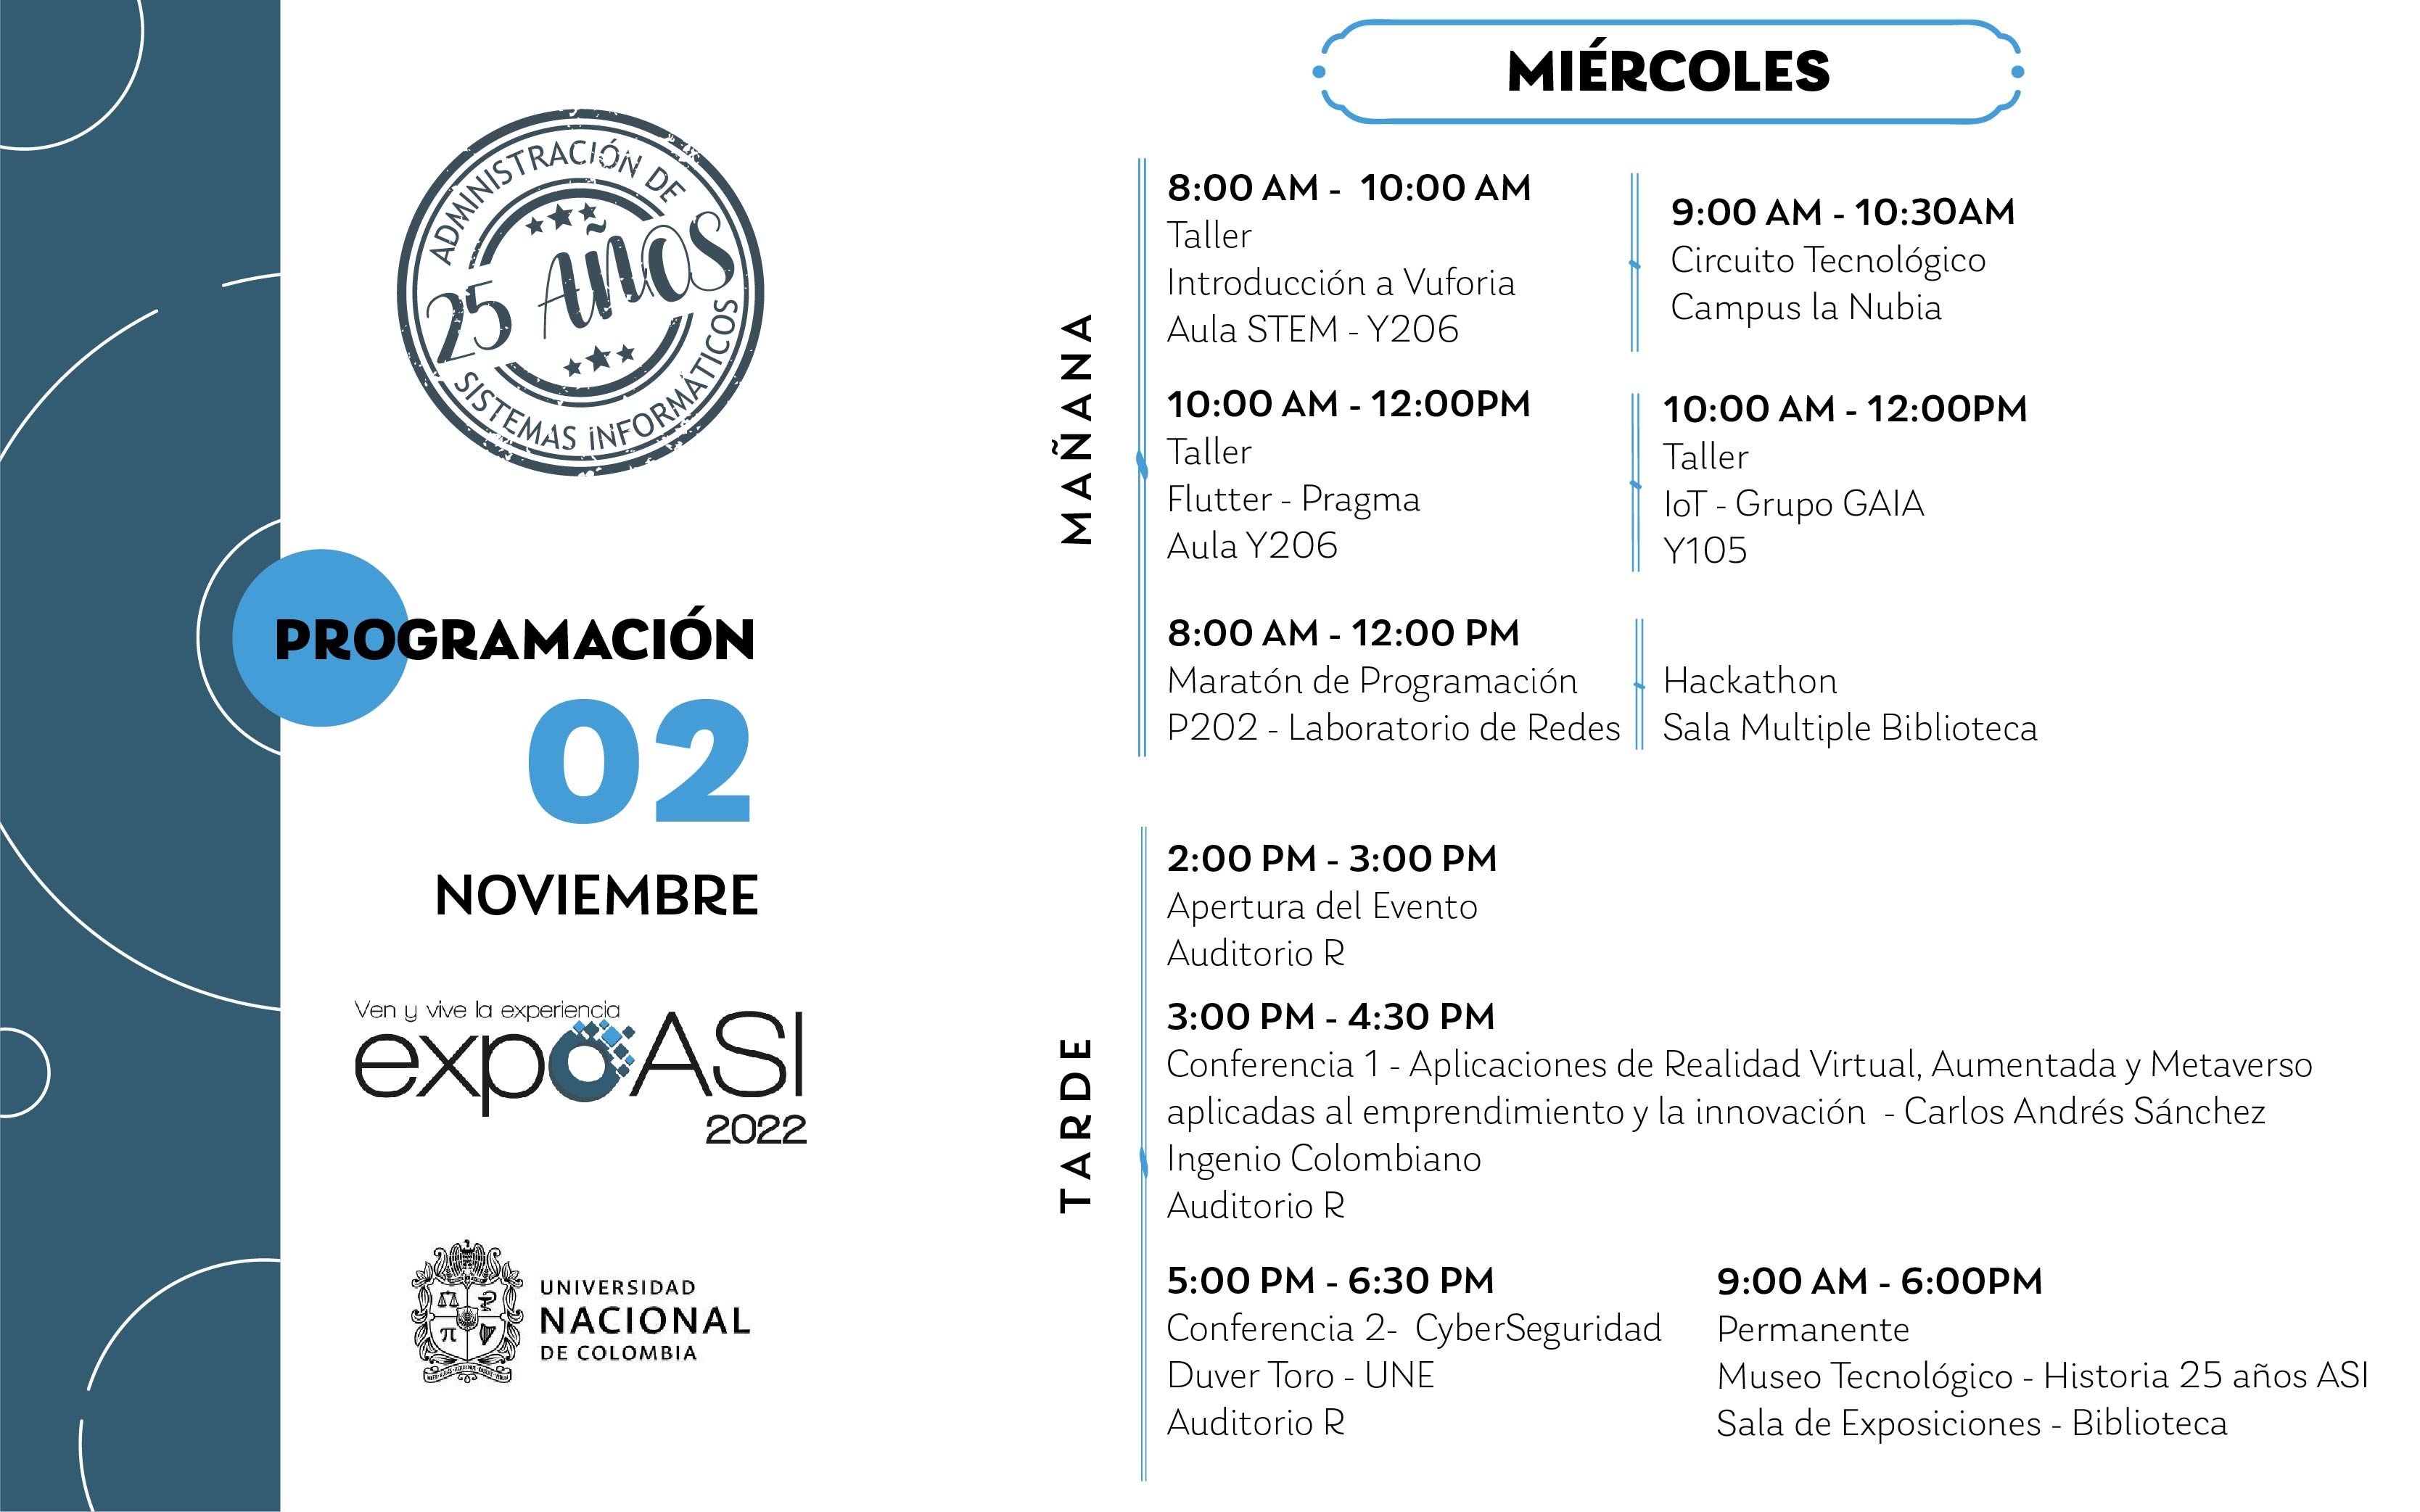 ADMINISTRACIÓN DE
25 AÑOS
SISTEMAS INFORMÁTICOS
PROGRAMACIÓN
02
NOVIEMBRE
Ven y vive la experiencia
expoASI
2022
UNIVERSIDAD
NACIONAL
DE COLOMBIA
MIÉRCOLES
MAÑANA
8:00 AM -  10:00 AM
Taller
Introducción a Vuforia
Aula STEM - Y206
9:00 AM - 10:30AM
Circuito Tecnológico
Campus la Nubia
10:00 AM - 12:00PM
Taller
Flutter - Pragma
Aula Y206
10:00 AM - 12:00PM
Taller
IoT - Grupo GAIA
Y105
8:00 AM - 12:00 PM
Maratón de Programación
P202 - Laboratorio de Redes
Hackathon
Sala Multiple Biblioteca
TARDE
2:00 PM - 3:00 PM
Apertura del Evento
Auditorio R
3:00 PM - 4:30 PM
Conferencia 1 - Aplicaciones de Realidad Virtual, Aumentada y Metaverso
aplicadas al emprendimiento y la innovación  - Carlos Andrés Sánchez
Ingenio Colombiano
Auditorio R
5:00 PM - 6:30 PM
Conferencia 2-  CyberSeguridad
Duver Toro - UNE
Auditorio R
9:00 AM - 6:00PM
Permanente
Museo Tecnológico - Historia 25 años ASI
Sala de Exposiciones - Biblioteca